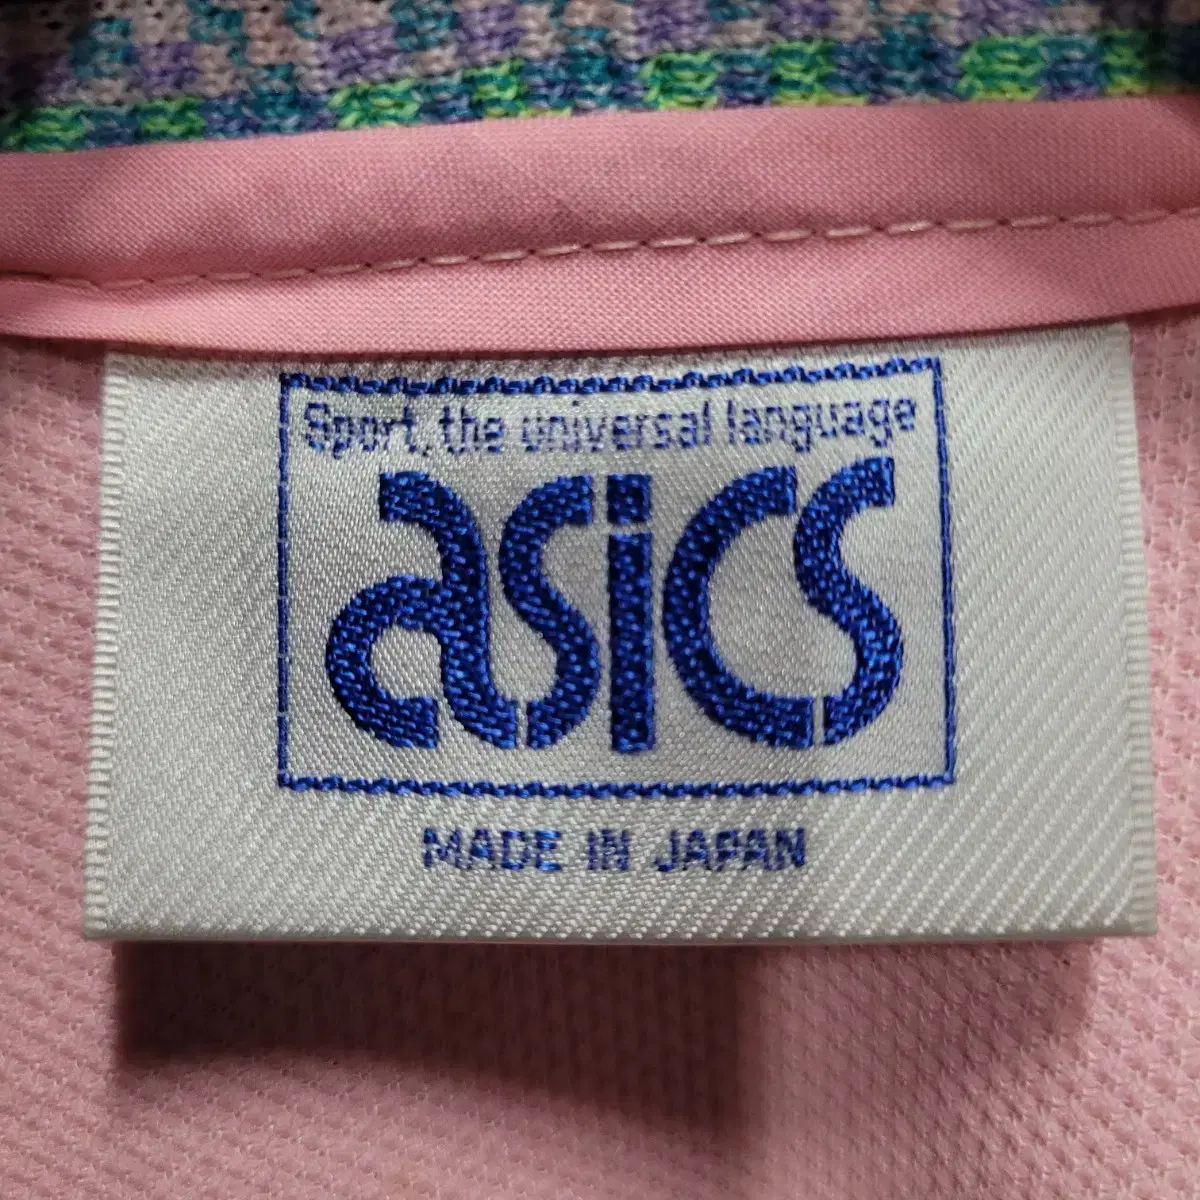 Sport, the universal language
asics
MADE IN JAPAN